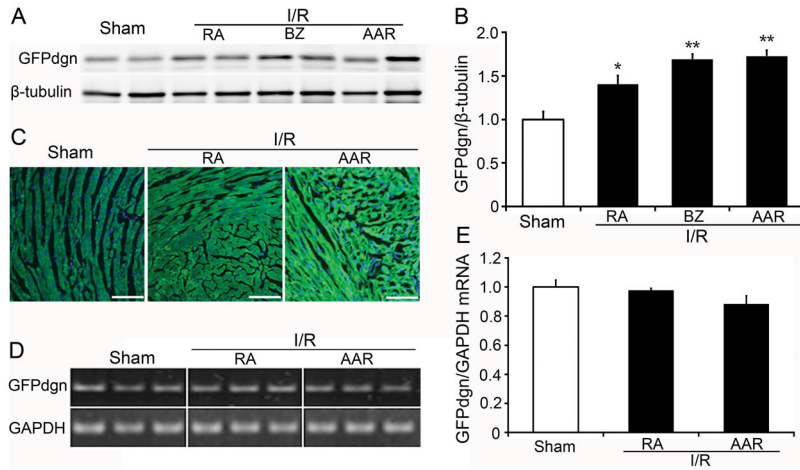 A
Sham
I/R
RA
BZ
AAR
GFPdgn
β-tubulin
B
GFPdgn/β-tubulin
2.0
1.5
1.0
0.5
0
*
**
**
Sham
RA
BZ
AAR
I/R
C
Sham
I/R
RA
AAR
D
Sham
I/R
RA
AAR
GFPdgn
GAPDH
E
GFPdgn/GAPDH mRNA
1.2
1.0
0.8
0.6
0.4
0.2
0
Sham
RA
AAR
I/R